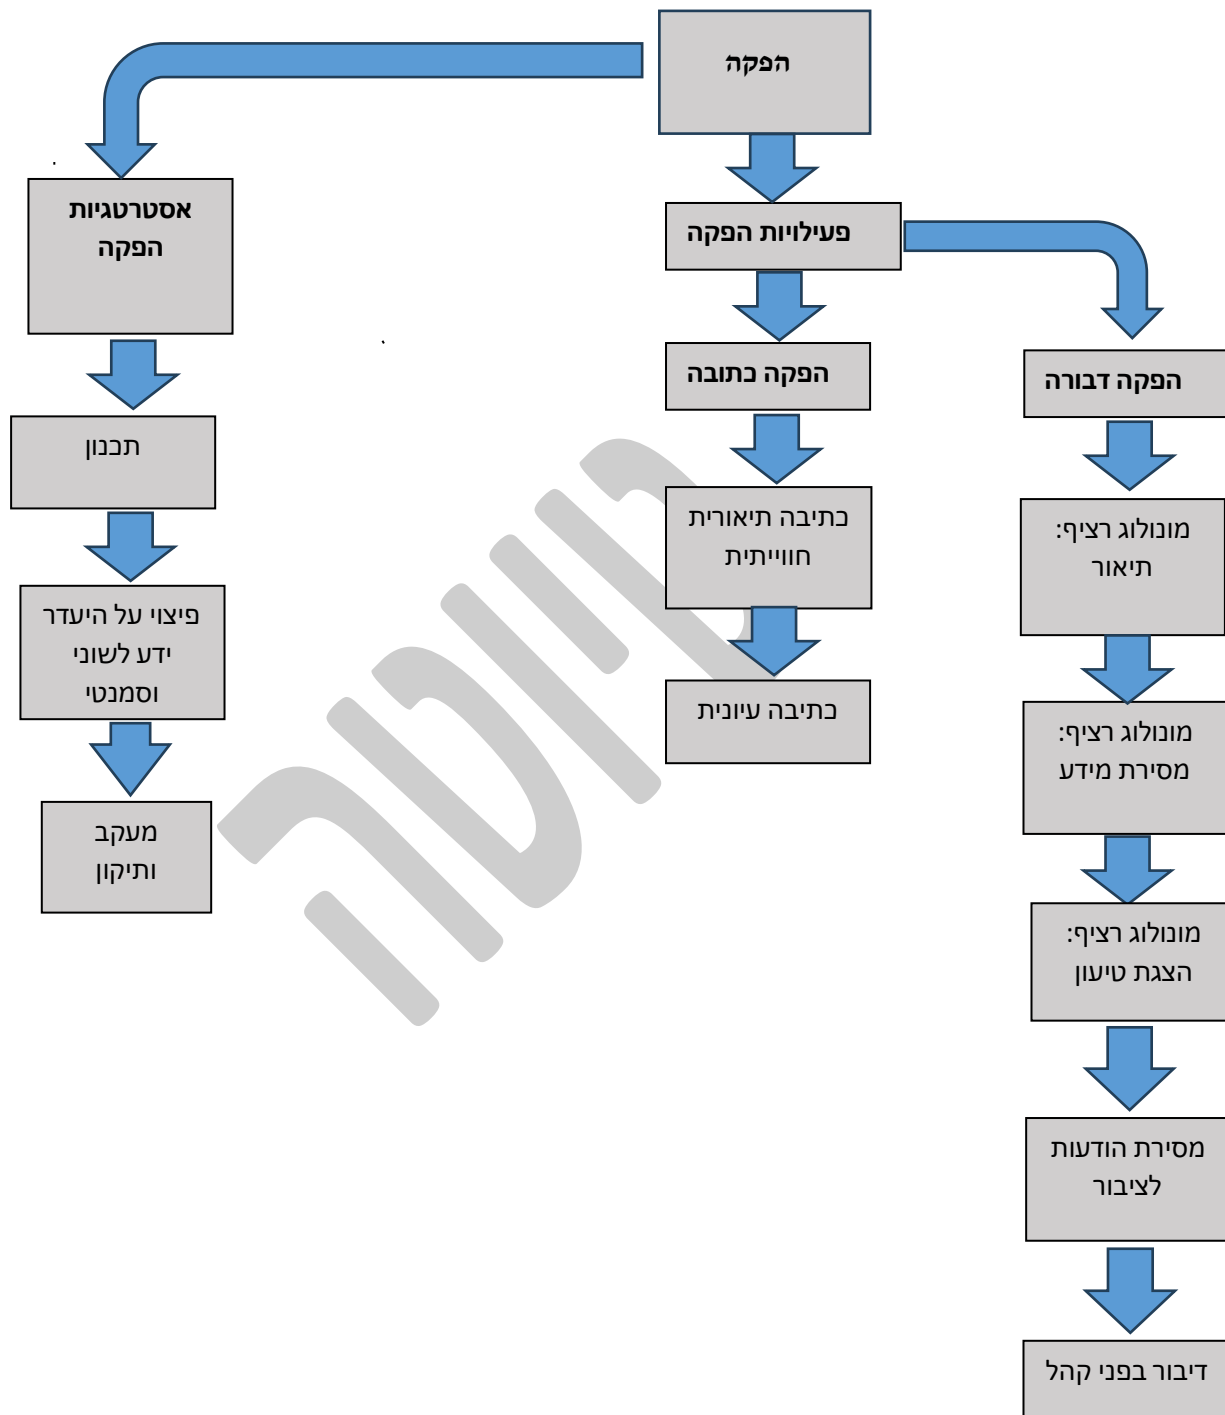 הפקה
פעילויות הפקה
הפקה דבורה
מונולוג רציף:
תיאור
מונולוג רציף:
מסירת מידע
מונולוג רציף:
הצגת טיעון
מסירת הודעות
לציבור
דיבור בפני קהל
הפקה כתובה
כתיבה תיאורית
חווייתית
כתיבה עיונית
אסטרטגיות
הפקה
תכנון
פיצוי על היעדר
ידע לשוני
וסמנטי
מעקב
ותיקון
טיוטה